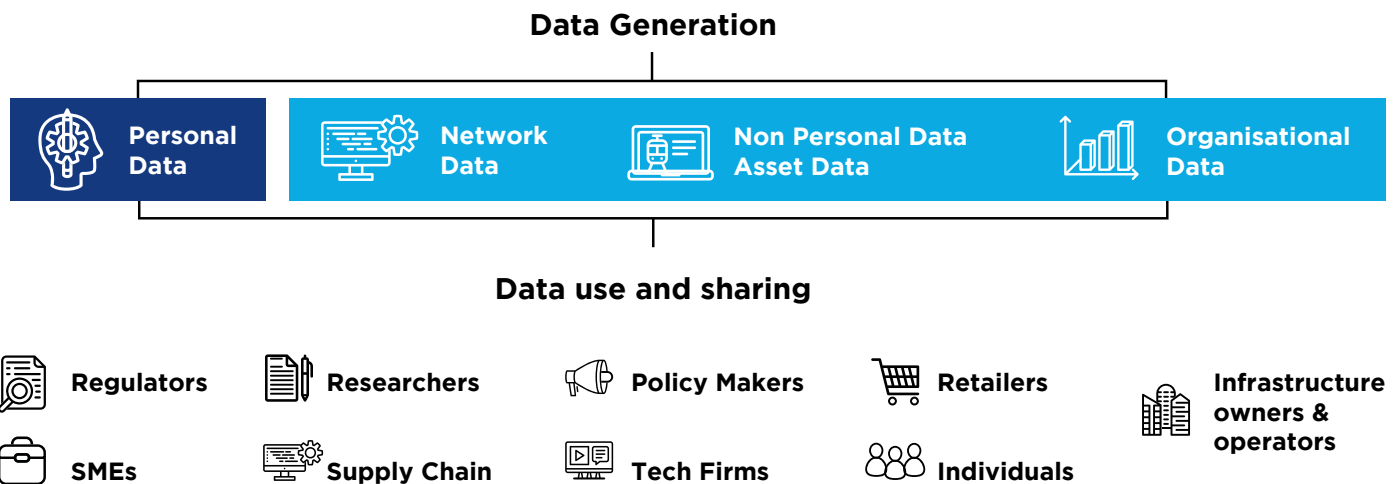 Data Generation
Personal
Data
Network
Data
Non Personal Data
Asset Data
Organisational
Data
Data use and sharing
Regulators
Researchers
Policy Makers
Retailers
Infrastructure
owners &
operators
SMEs
Supply Chain
Tech Firms
Individuals